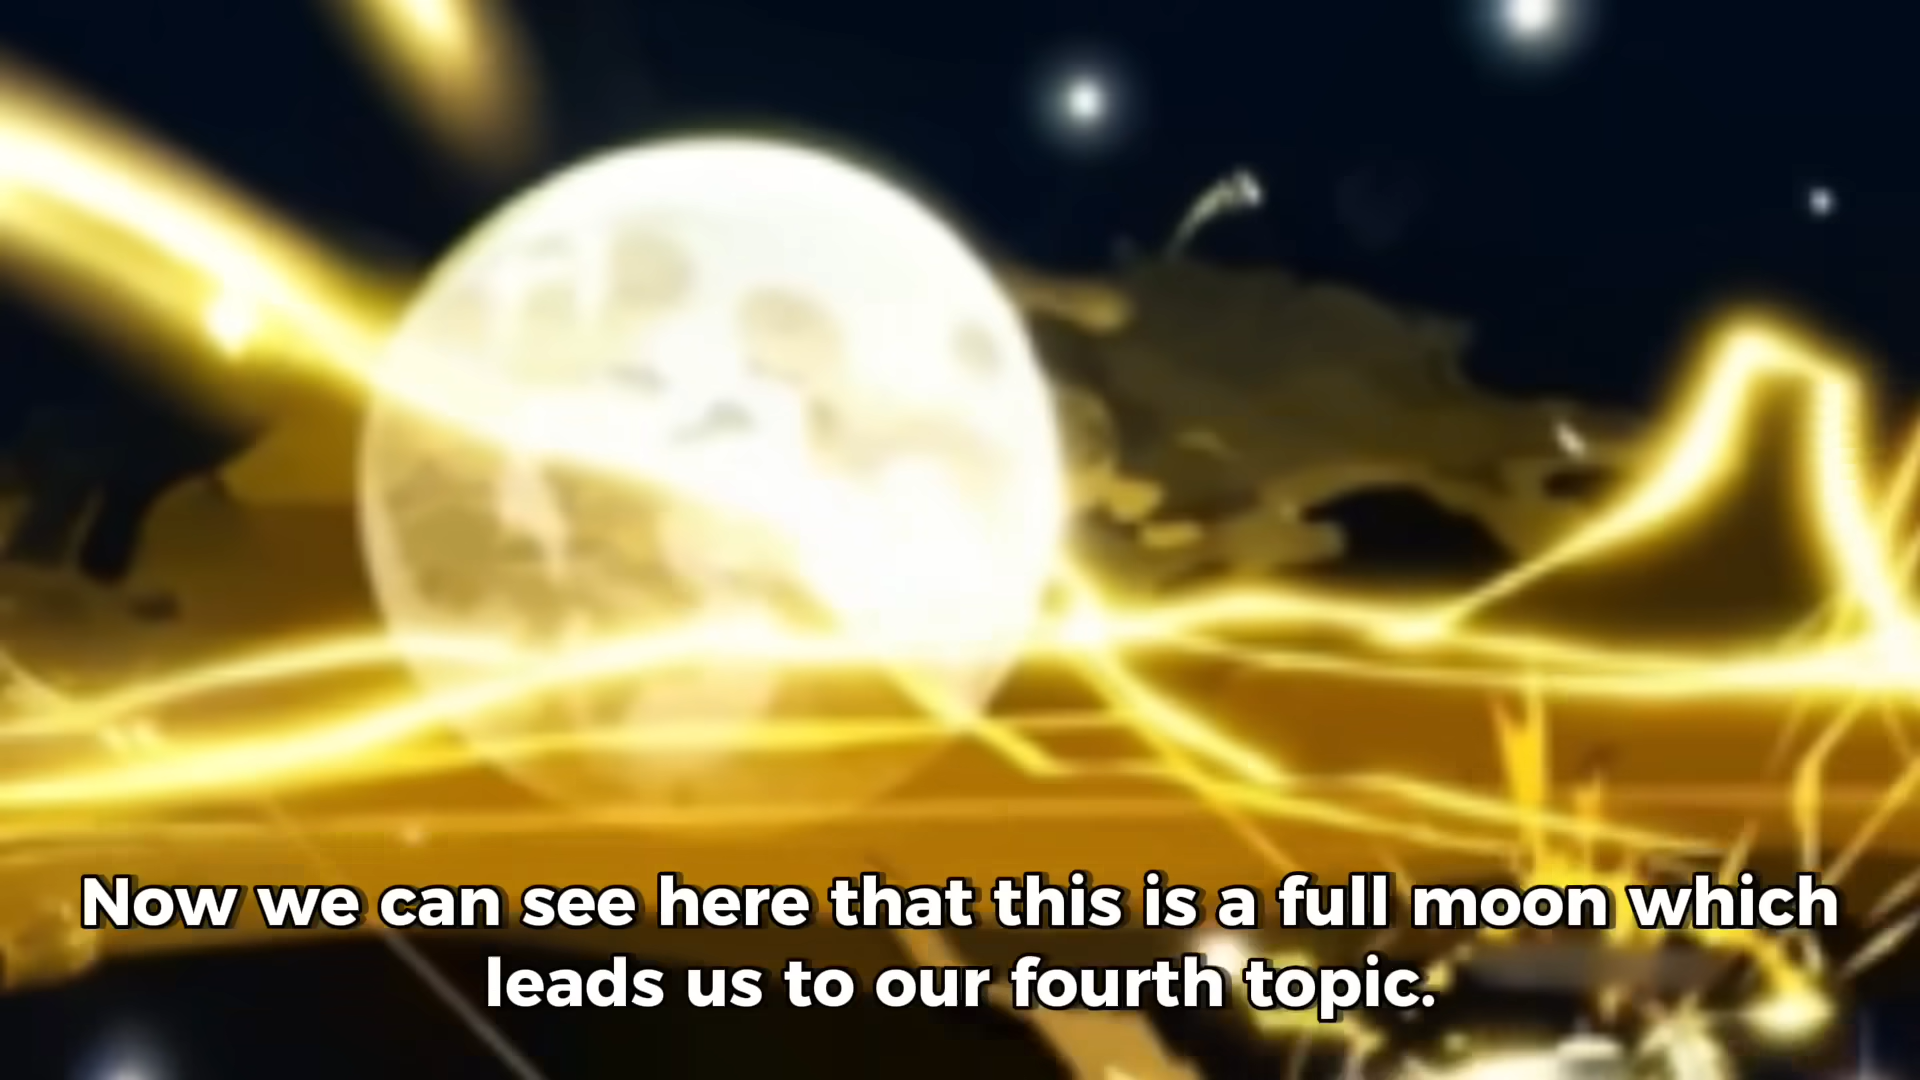 Now we can see here that this is a full moon which
leads us to our fourth topic.